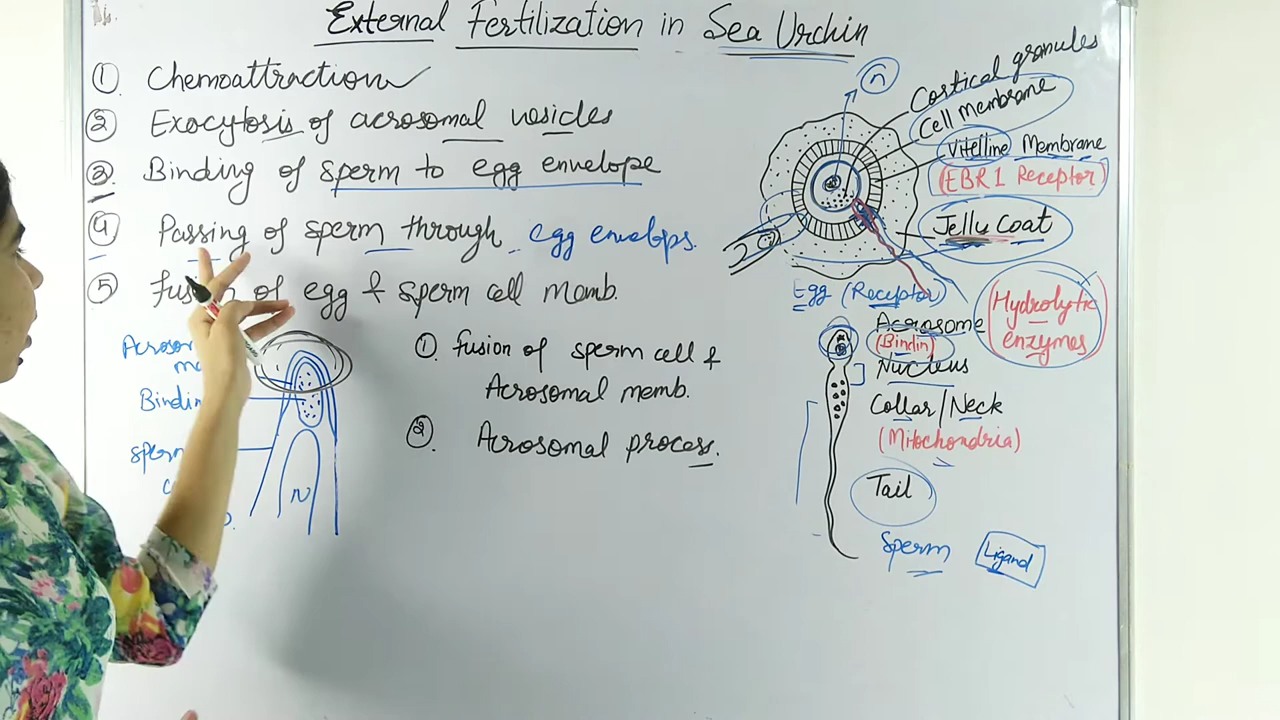 External Fertilization in Sea Urchin
① Chemoattraction
② Exocytosis of acrosomal vesicles
③ Binding of sperm to egg envelope
④ Passing of sperm through egg envelops.
⑤ Fusion of egg & sperm cell Memb.
①. fusion of sperm cell &
Acrosomal memb.
②. Acrosomal process.
Bindin
N
n
Cortical granules
Cell membrane
Vitelline Membrane
(EBR1 Receptor)
Jelly Coat
Egg (Receptor)
Hydrolytic
enzymes
Acrosome
(Bindin)
Nucleus
Collar/Neck
(Mitochondria)
Tail
Sperm
Ligand